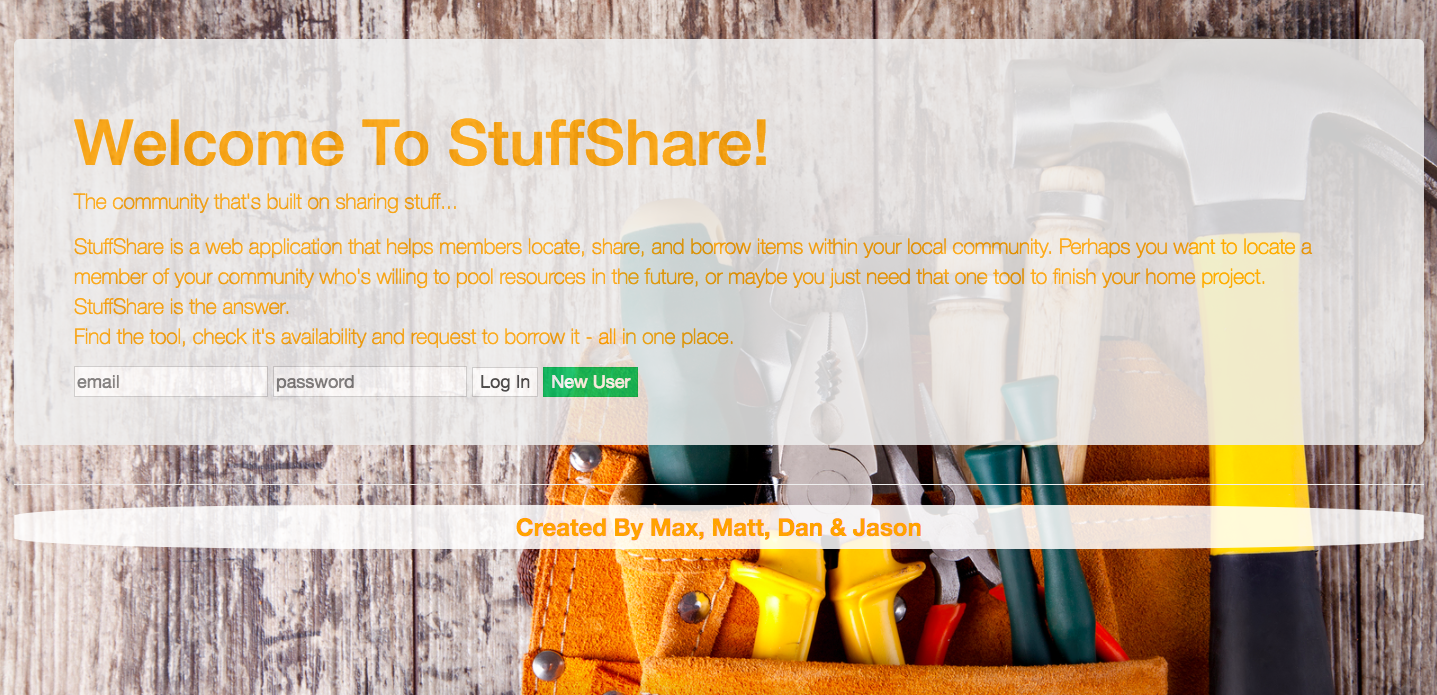 Welcome To StuffShare!
The community that's built on sharing stuff...
StuffShare is a web application that helps members locate, share, and borrow items within your local community. Perhaps you want to locate a
member of your community who's willing to pool resources in the future, or maybe you just need that one tool to finish your home project.
StuffShare is the answer.
Find the tool, check it's availability and request to borrow it - all in one place.
email password Log In New User
Created By Max, Matt, Dan & Jason